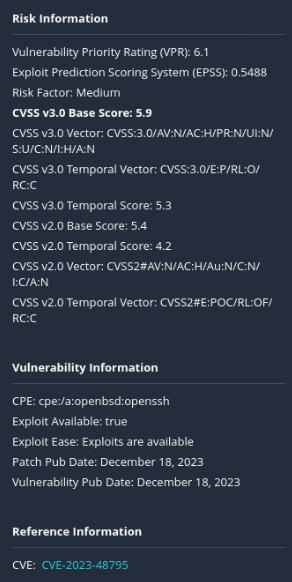 Risk Information
Vulnerability Priority Rating (VPR): 6.1
Exploit Prediction Scoring System (EPSS): 0.5488
Risk Factor: Medium
CVSS v3.0 Base Score: 5.9
CVSS v3.0 Vector: CVSS:3.0/AV:N/AC:H/PR:N/UI:N/
S:U/C:N/I:H/A:N
CVSS v3.0 Temporal Vector: CVSS:3.0/E:P/RL:O/
RC:C
CVSS v3.0 Temporal Score: 5.3
CVSS v2.0 Base Score: 5.4
CVSS v2.0 Temporal Score: 4.2
CVSS v2.0 Vector: CVSS2#AV:N/AC:H/Au:N/C:N/
I:C/A:N
CVSS v2.0 Temporal Vector: CVSS2#E:POC/RL:OF/
RC:C
Vulnerability Information
CPE: cpe:/a:openbsd:openssh
Exploit Available: true
Exploit Ease: Exploits are available
Patch Pub Date: December 18, 2023
Vulnerability Pub Date: December 18, 2023
Reference Information
CVE: CVE-2023-48795